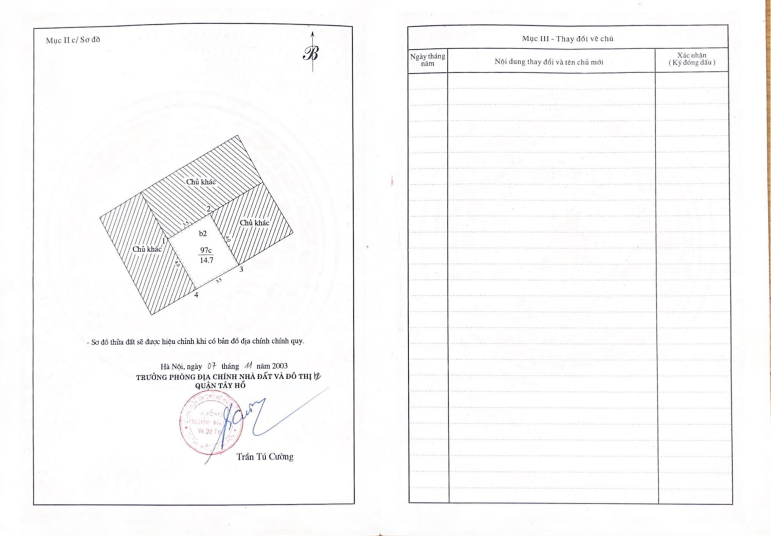 Mục II c/ Sơ đồ
B
Chủ khác
2
b2
Chủ khác
1
Chủ khác
97c
14.7
3
4
- Sơ đồ thửa đất sẽ được hiệu chỉnh khi có bản đồ địa chính chính quy.
Hà Nội, ngày 07 tháng 11 năm 2003
TRƯỞNG PHÒNG ĐỊA CHÍNH NHÀ ĐẤT VÀ ĐÔ THỊ
QUẬN TÂY HỒ
Trần Tú Cường
Mục III - Thay đổi về chủ
Ngày tháng năm
Nội dung thay đổi và tên chủ mới
Xác nhận
( Ký đóng dấu )